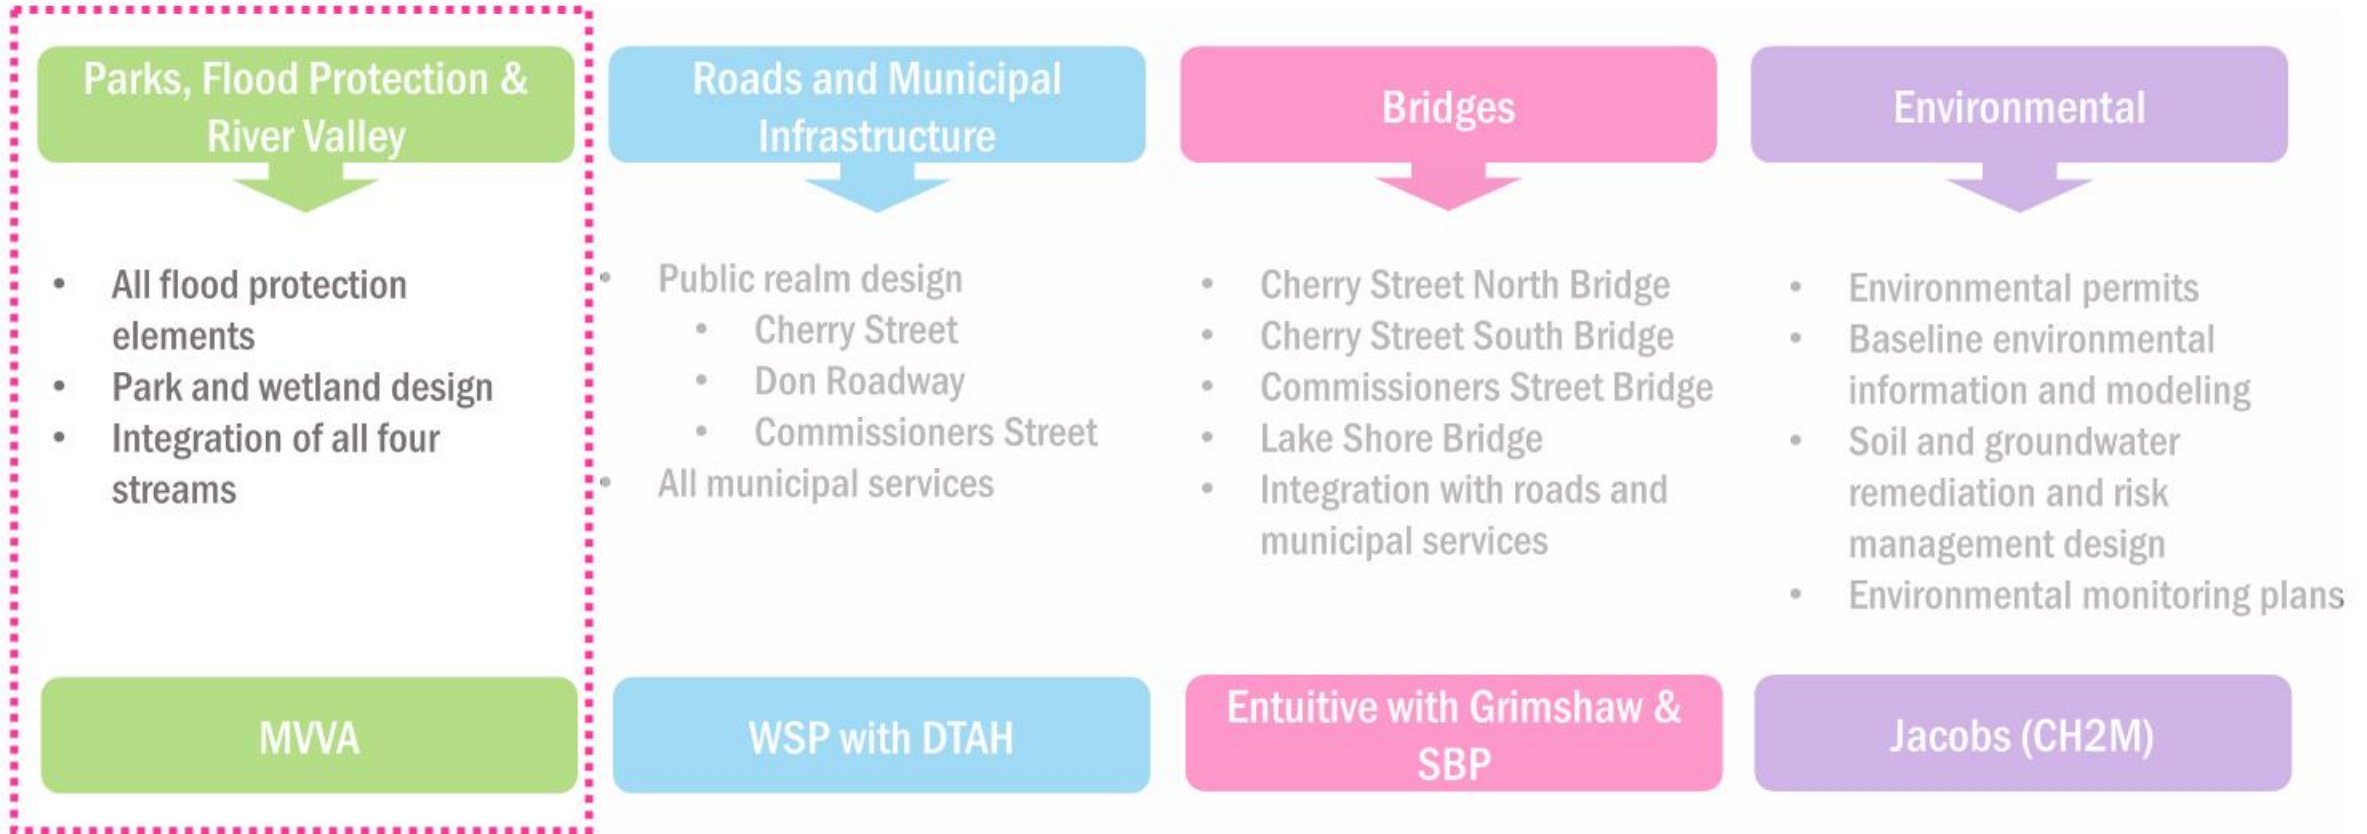 Parks, Flood Protection &
River Valley
• All flood protection
elements
• Park and wetland design
• Integration of all four
streams
MVVA
Roads and Municipal
Infrastructure
• Public realm design
• Cherry Street
• Don Roadway
• Commissioners Street
• All municipal services
WSP with DTAH
Bridges
• Cherry Street North Bridge
• Cherry Street South Bridge
• Commissioners Street Bridge
• Lake Shore Bridge
• Integration with roads and
municipal services
Entuitive with Grimshaw &
SBP
Environmental
• Environmental permits
• Baseline environmental
information and modeling
• Soil and groundwater
remediation and risk
management design
• Environmental monitoring plans
Jacobs (CH2M)